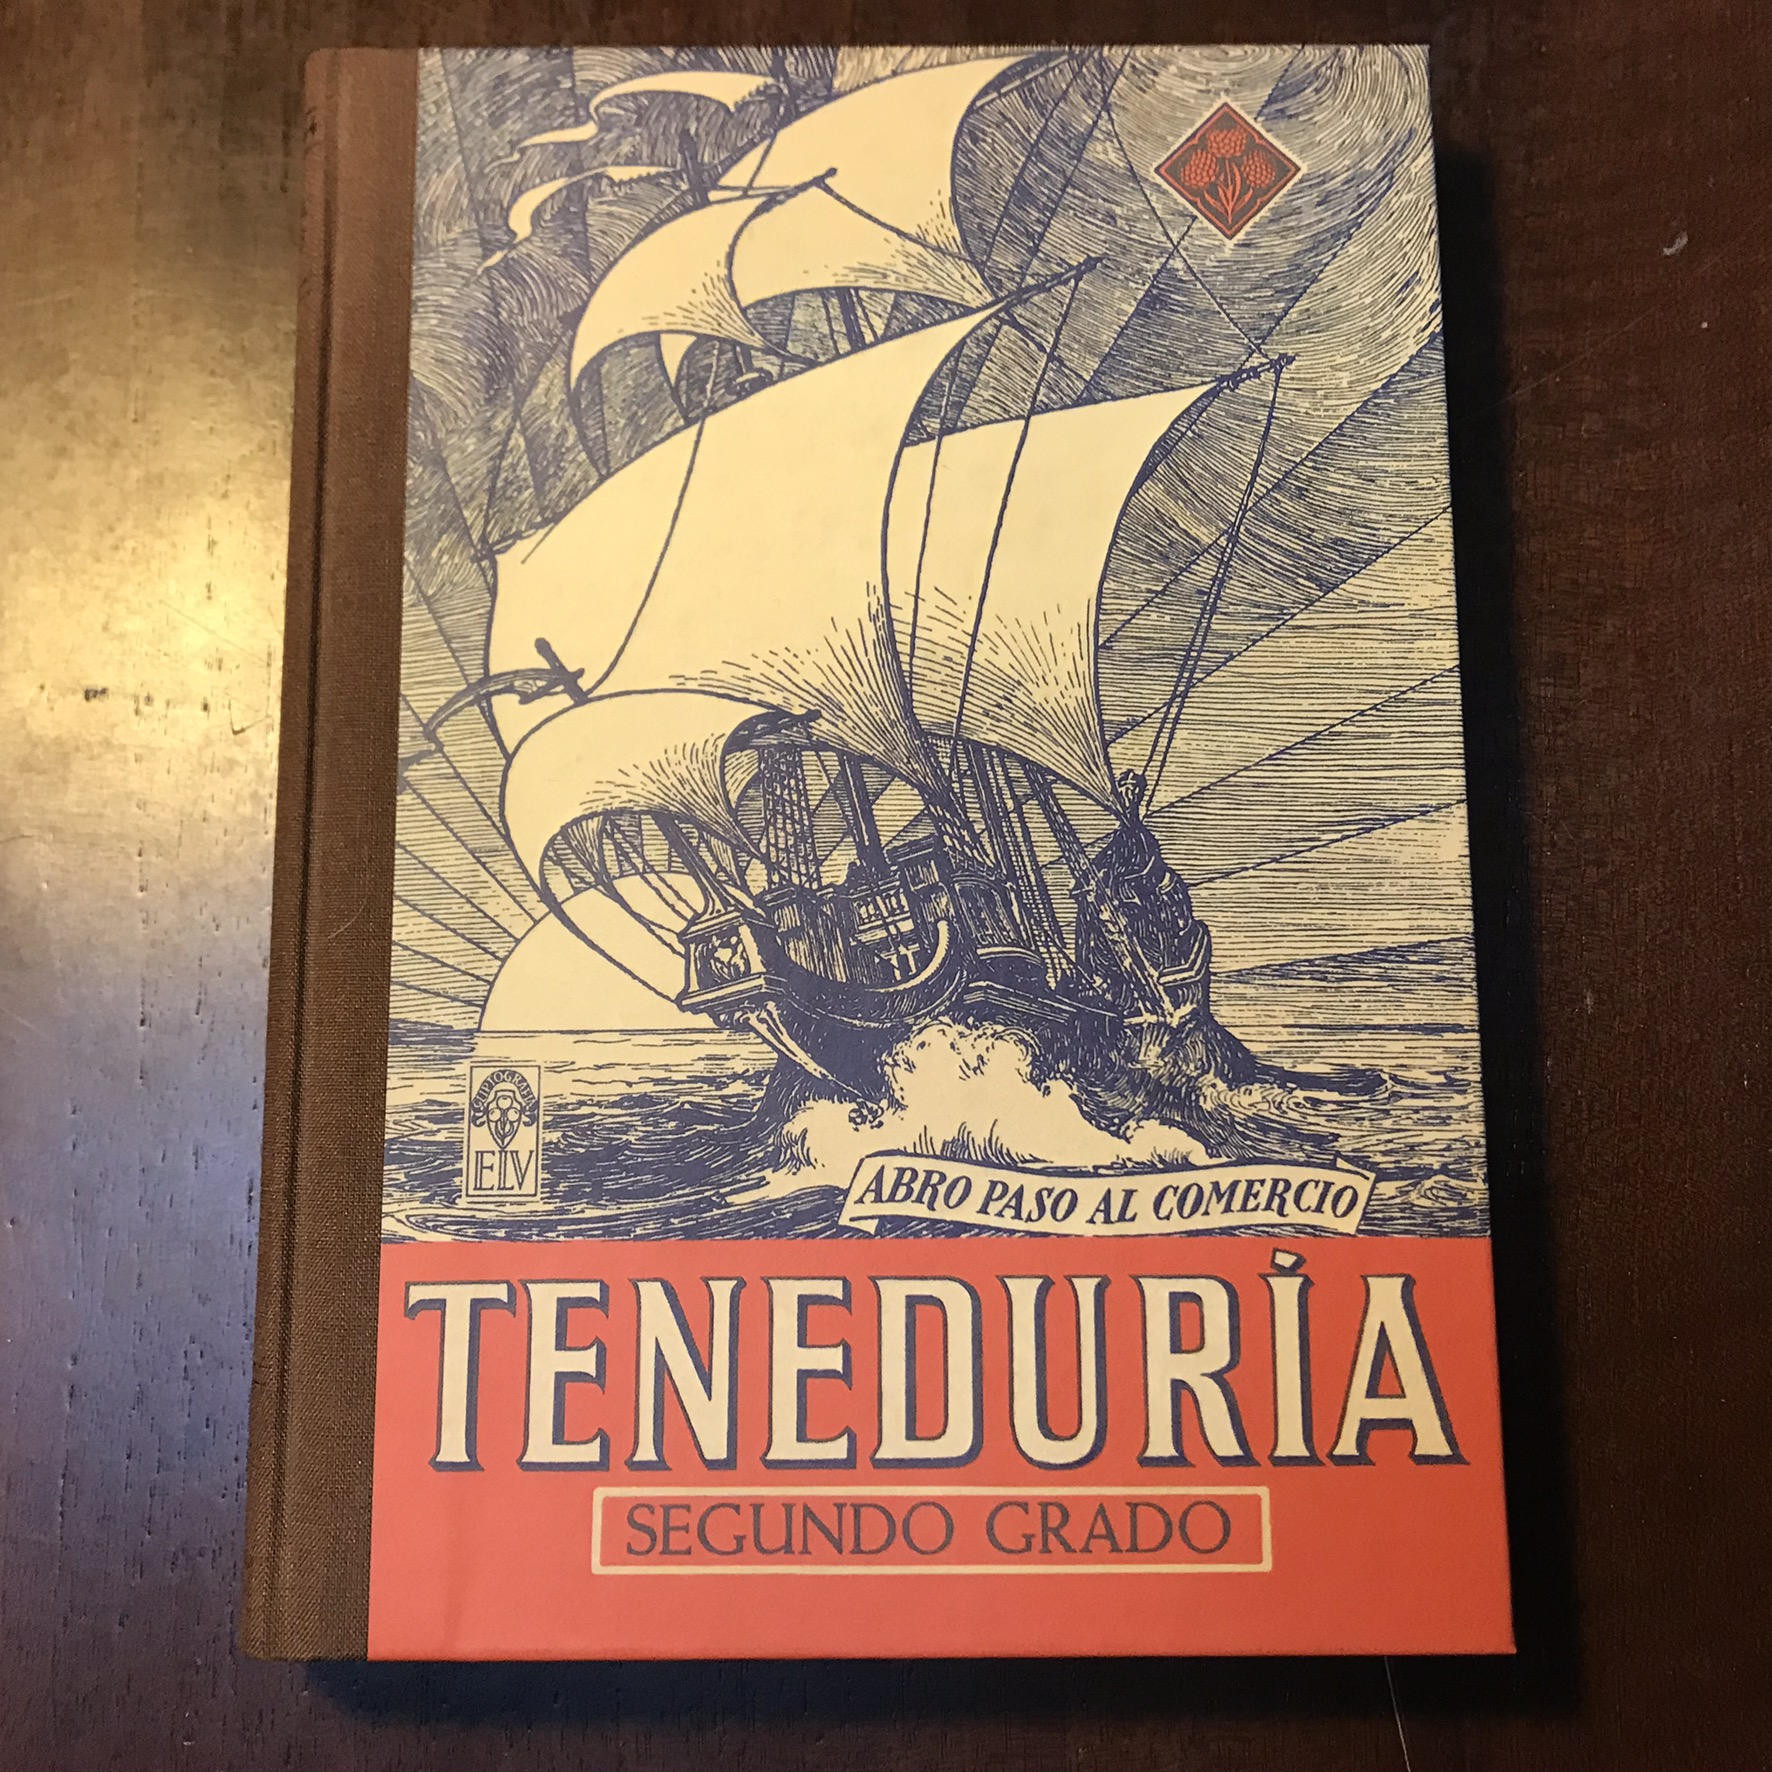 ELV
ABRO PASO AL COMERCIO
TENEDURÍA
SEGUNDO GRADO